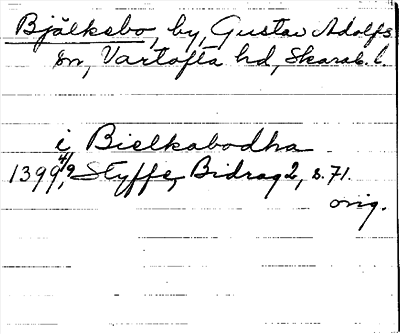 Bjälksbo, by, Gustav Adolfs
sn, Vartofta hd, Skarab. l.
i Bielkabodha
1399 4/9, Styffe, Bidrag 2, s. 71.
orig.